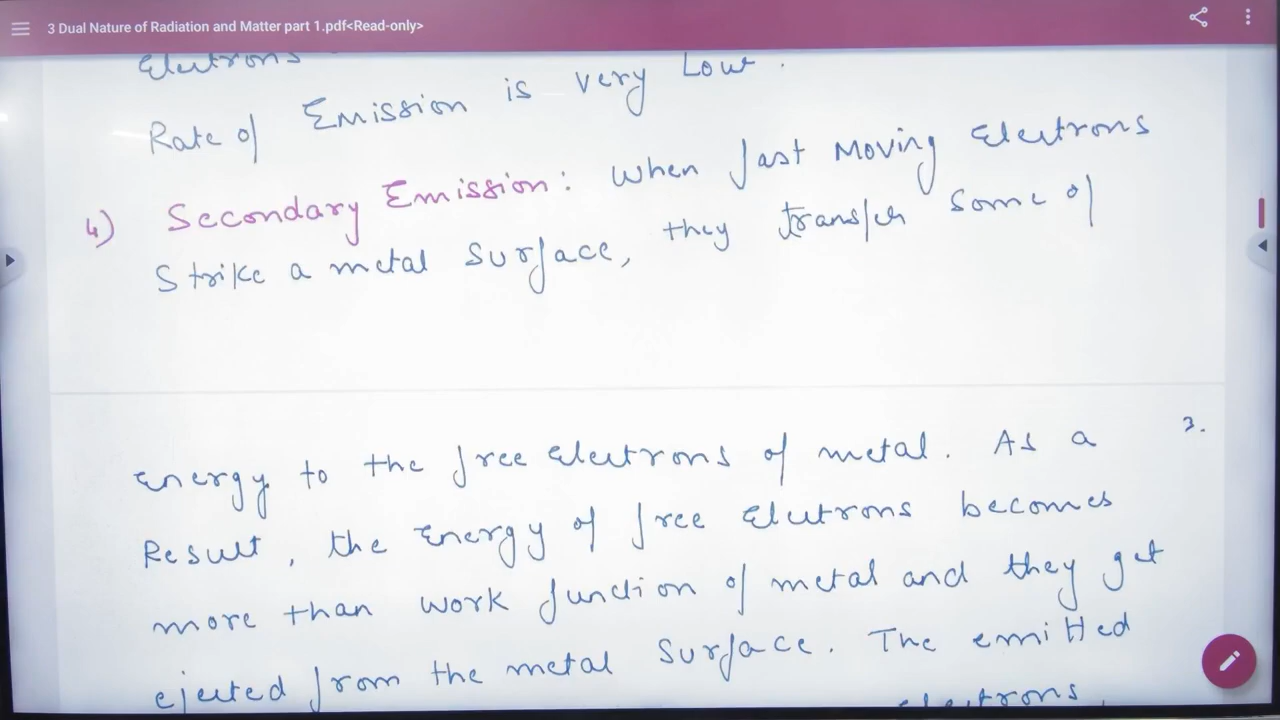 3 Dual Nature of Radiation and Matter part 1.pdf<Read-only>
Electrons
Rate of Emission is very Low.
4) Secondary Emission: When fast Moving Electrons
Strike a metal Surface, they transfer Some of
3.
Energy to the free Electrons of metal. As a
Result, the Energy of free Electrons becomes
more than work function of metal and they get
ejected from the metal Surface. The emitted
electrons.